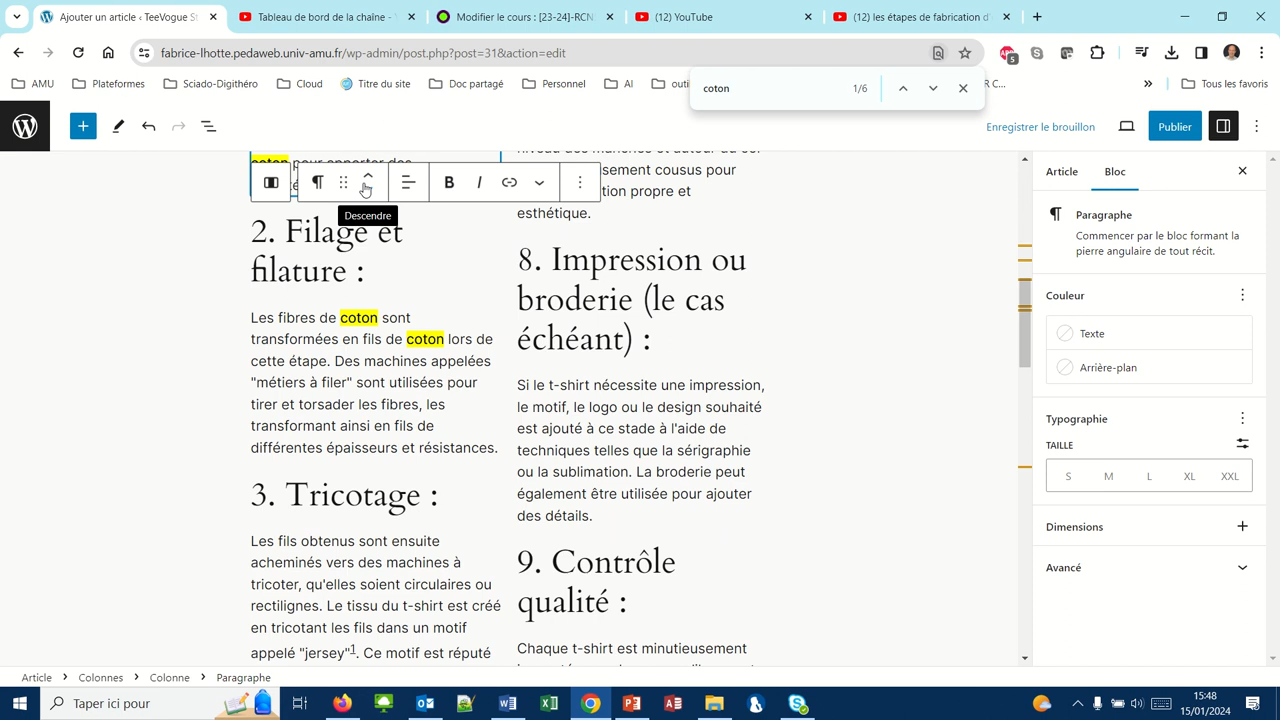 Ajouter un article ‹ TeeVogue St
Tableau de bord de la chaîne - 
Modifier le cours : [23-24]-RCN
(12) YouTube
(12) les étapes de fabrication d'
fabrice-lhotte.pedaweb.univ-amu.fr/wp-admin/post.php?post=31&action=edit
5
AMU
Plateformes
Sciado-Digithéro
Cloud
Titre du site
Doc partagé
Personnel
AI
Tous les favoris
coton
1/6
Enregistrer le brouillon
Publier
coton pour apporter des
Descendre
2. Filage et
filature :
Les fibres de coton sont
transformées en fils de coton lors de
cette étape. Des machines appelées
"métiers à filer" sont utilisées pour
tirer et torsader les fibres, les
transformant ainsi en fils de
différentes épaisseurs et résistances.
3. Tricotage :
Les fils obtenus sont ensuite
acheminés vers des machines à
tricoter, qu'elles soient circulaires ou
rectilignes. Le tissu du t-shirt est créé
en tricotant les fils dans un motif
appelé "jersey"1. Ce motif est réputé
cousus pour
propre et
esthétique.
8. Impression ou
broderie (le cas
échéant) :
Si le t-shirt nécessite une impression,
le motif, le logo ou le design souhaité
est ajouté à ce stade à l'aide de
techniques telles que la sérigraphie
ou la sublimation. La broderie peut
également être utilisée pour ajouter
des détails.
9. Contrôle
qualité :
Chaque t-shirt est minutieusement
B
I
Article
Bloc
Paragraphe
Commencer par le bloc formant la
pierre angulaire de tout récit.
Couleur
Texte
Arrière-plan
Typographie
TAILLE
S M L XL XXL
Dimensions
Avancé
Article
Colonnes
Colonne
Paragraphe
Taper ici pour
15:48
15/01/2024